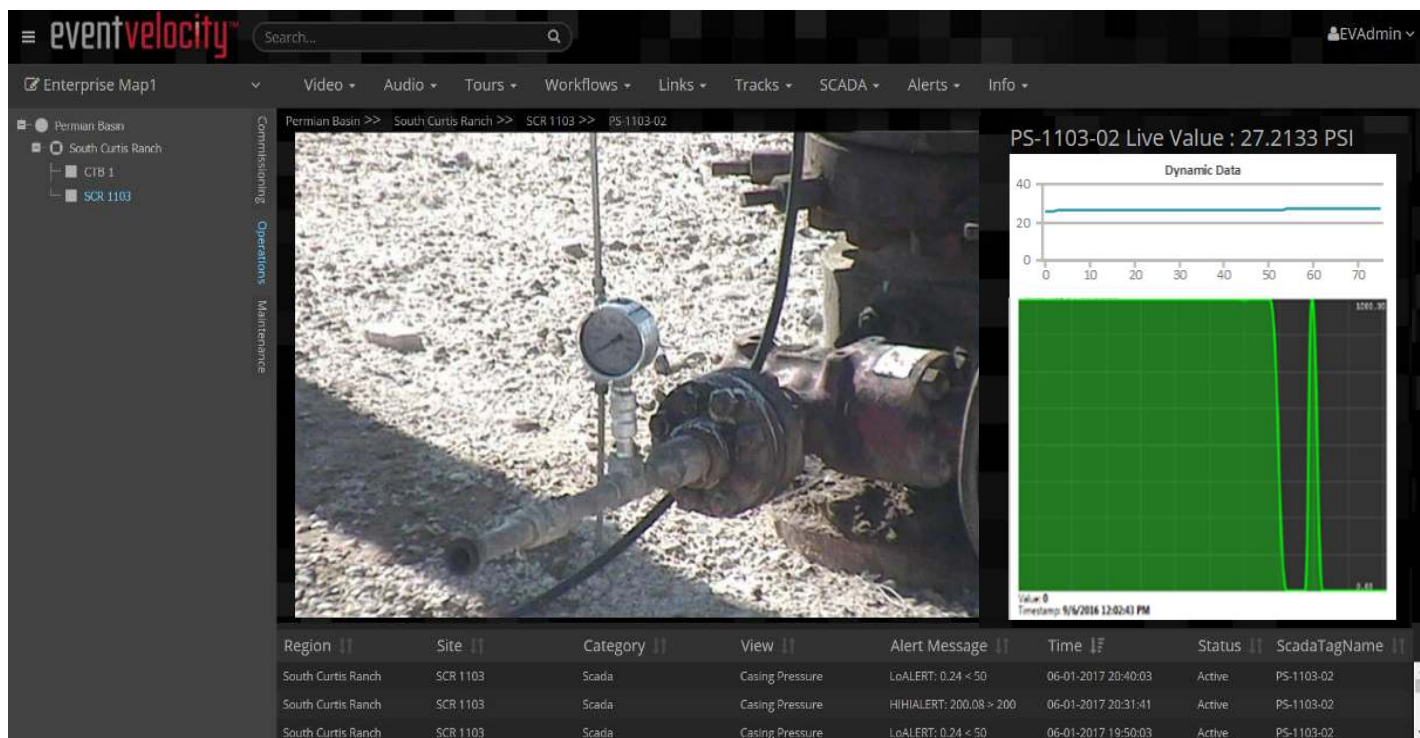 eventvelocity™
Search...
EVAdmin
Enterprise Map1
Video
Audio
Tours
Workflows
Links
Tracks
SCADA
Alerts
Info
Permian Basin
South Curtis Ranch
CTB 1
SCR 1103
Commissioning
Operations
Maintenance
Permian Basin >> South Curtis Ranch >> SCR 1103 >> PS-1103-02
PS-1103-02 Live Value : 27.2133 PSI
Dynamic Data
40
20
0
0 10 20 30 40 50 60 70
Value: 0
Timestamp: 9/6/2016 12:02:43 PM
Region Site Category View Alert Message Time Status ScadaTagName
South Curtis Ranch SCR 1103 Scada Casing Pressure LoALERT: 0.24 < 50 06-01-2017 20:40:03 Active PS-1103-02
South Curtis Ranch SCR 1103 Scada Casing Pressure HIHIALERT: 200.08 > 200 06-01-2017 20:31:41 Active PS-1103-02
South Curtis Ranch SCR 1103 Scada Casing Pressure LoALERT: 0.24 < 50 06-01-2017 19:50:03 Active PS-1103-02